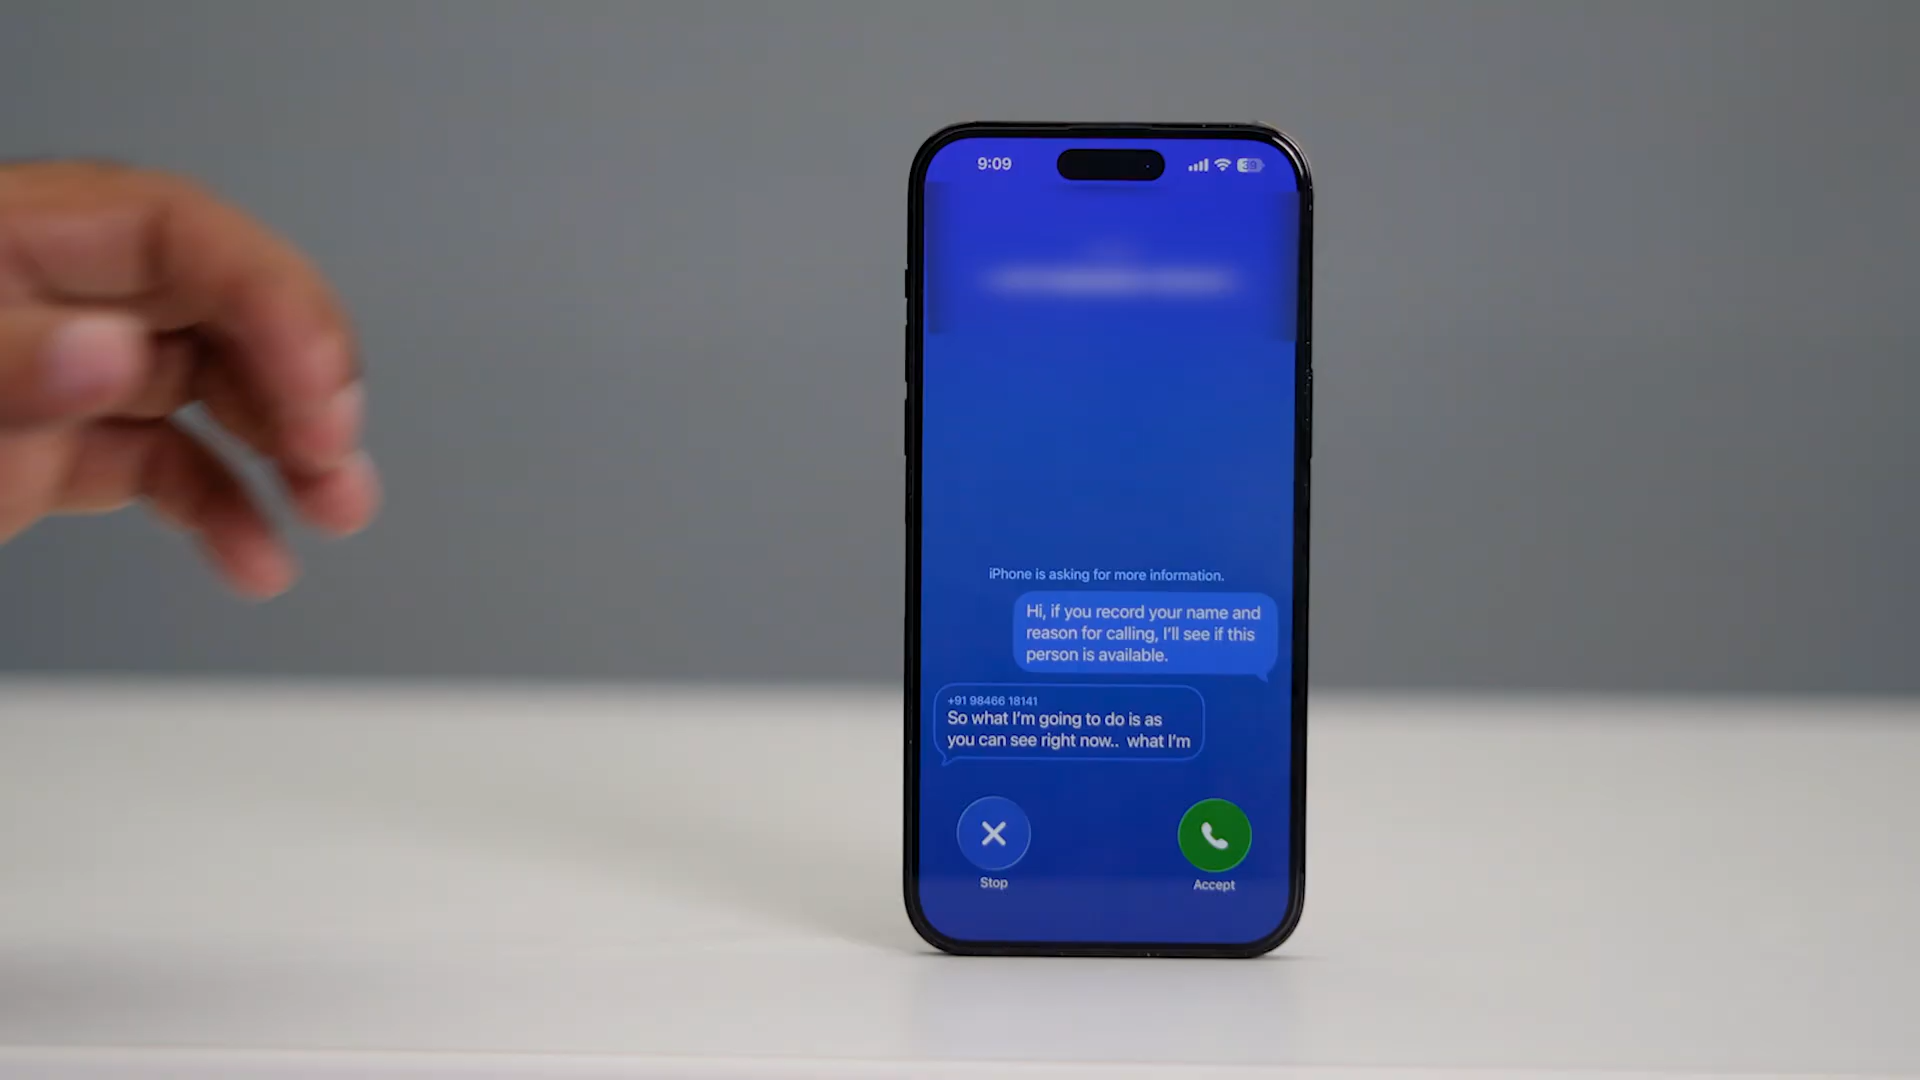 9:09
39
iPhone is asking for more information.
Hi, if you record your name and
reason for calling, I'll see if this
person is available.
+91 98466 18141
So what I'm going to do is as
you can see right now.. what I'm
Stop
Accept